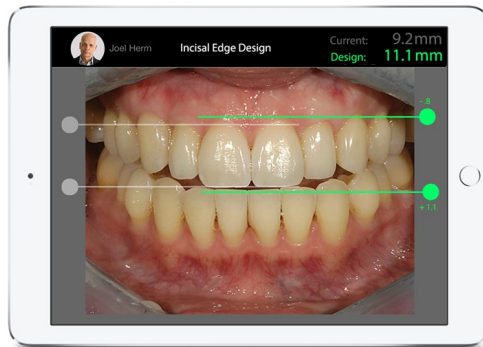 Joel Herm
Incisal Edge Design
Current: 9.2mm
Design: 11.1mm
- .8
+ 1.1